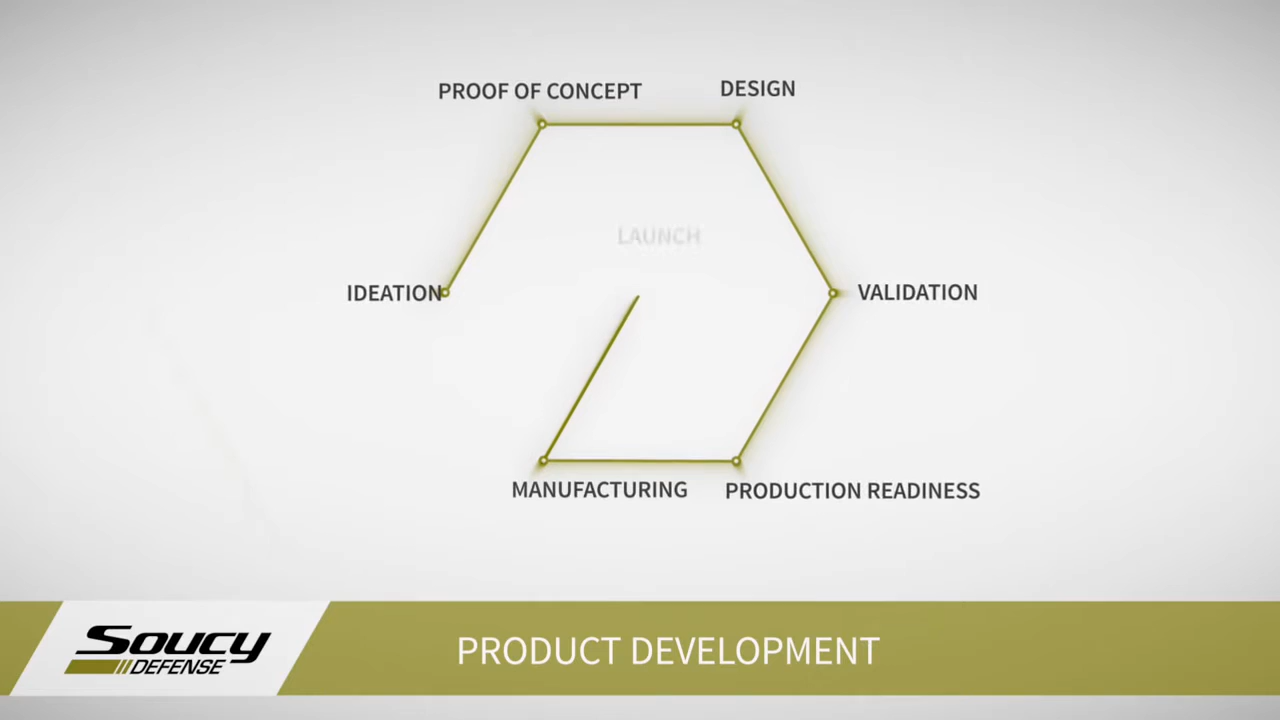 PROOF OF CONCEPT
DESIGN
LAUNCH
IDEATION
VALIDATION
MANUFACTURING
PRODUCTION READINESS
SOUCY
DEFENSE
PRODUCT DEVELOPMENT